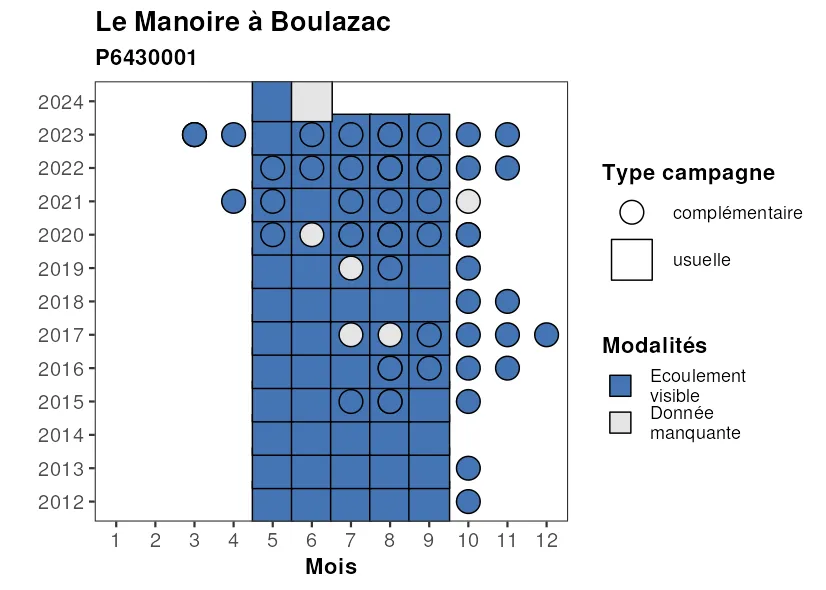 Le Manoire à Boulazac
P6430001
2024
2023
2022
2021
2020
2019
2018
2017
2016
2015
2014
2013
2012
1 2 3 4 5 6 7 8 9 10 11 12
Mois
Type campagne
complémentaire
usuelle
Modalités
Ecoulement
visible
Donnée
manquante